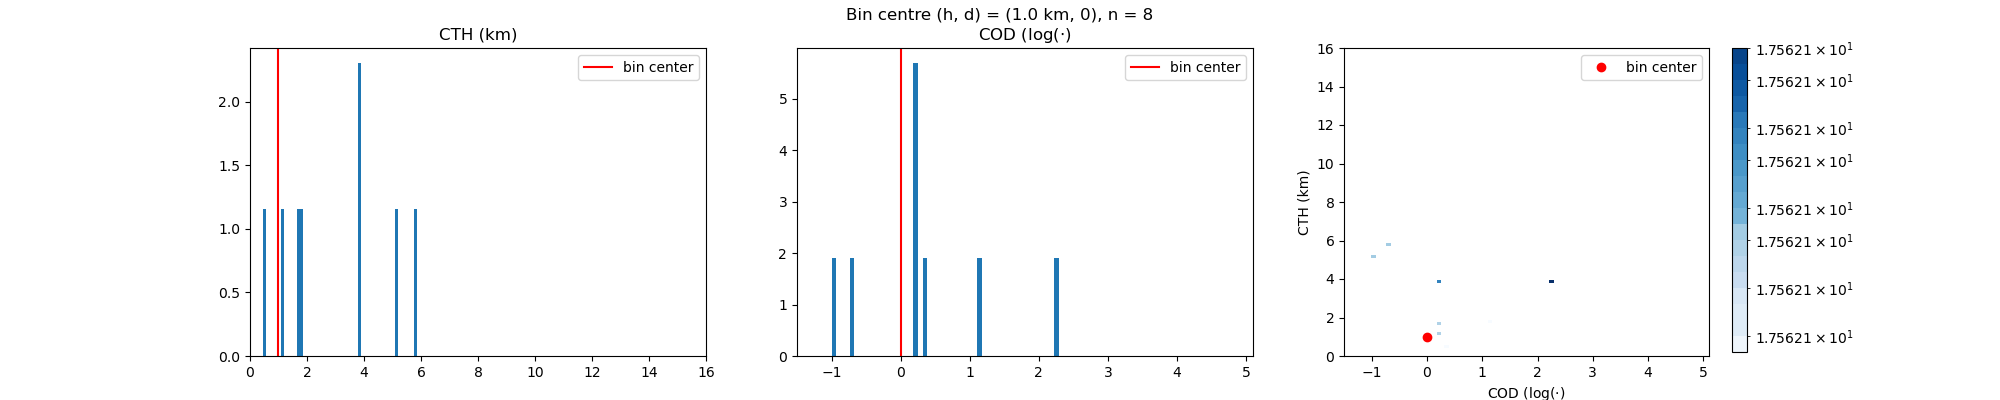 Bin centre (h, d) = (1.0 km, 0), n = 8
CTH (km)
bin center
2.0
1.5
1.0
0.5
0.0
0 2 4 6 8 10 12 14 16
COD (log(·)
bin center
5
4
3
2
1
0
−1 0 1 2 3 4 5
bin center
16
14
12
10
8
6
4
2
0
CTH (km)
−1 0 1 2 3 4 5
COD (log(·)
1.75621 × 10¹
1.75621 × 10¹
1.75621 × 10¹
1.75621 × 10¹
1.75621 × 10¹
1.75621 × 10¹
1.75621 × 10¹
1.75621 × 10¹